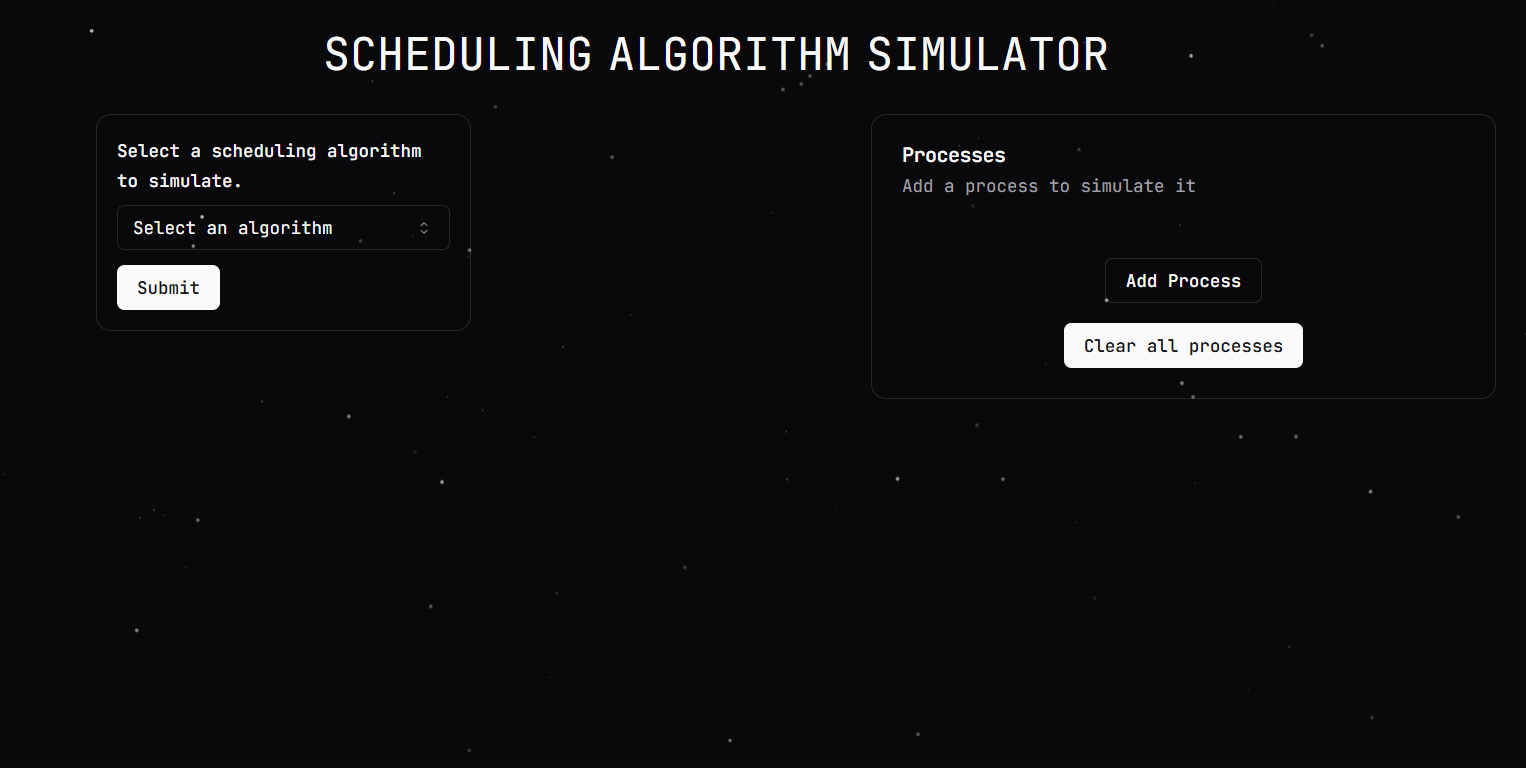 SCHEDULING ALGORITHM SIMULATOR
Select a scheduling algorithm
to simulate.
Select an algorithm
Submit
Processes
Add a process to simulate it
Add Process
Clear all processes